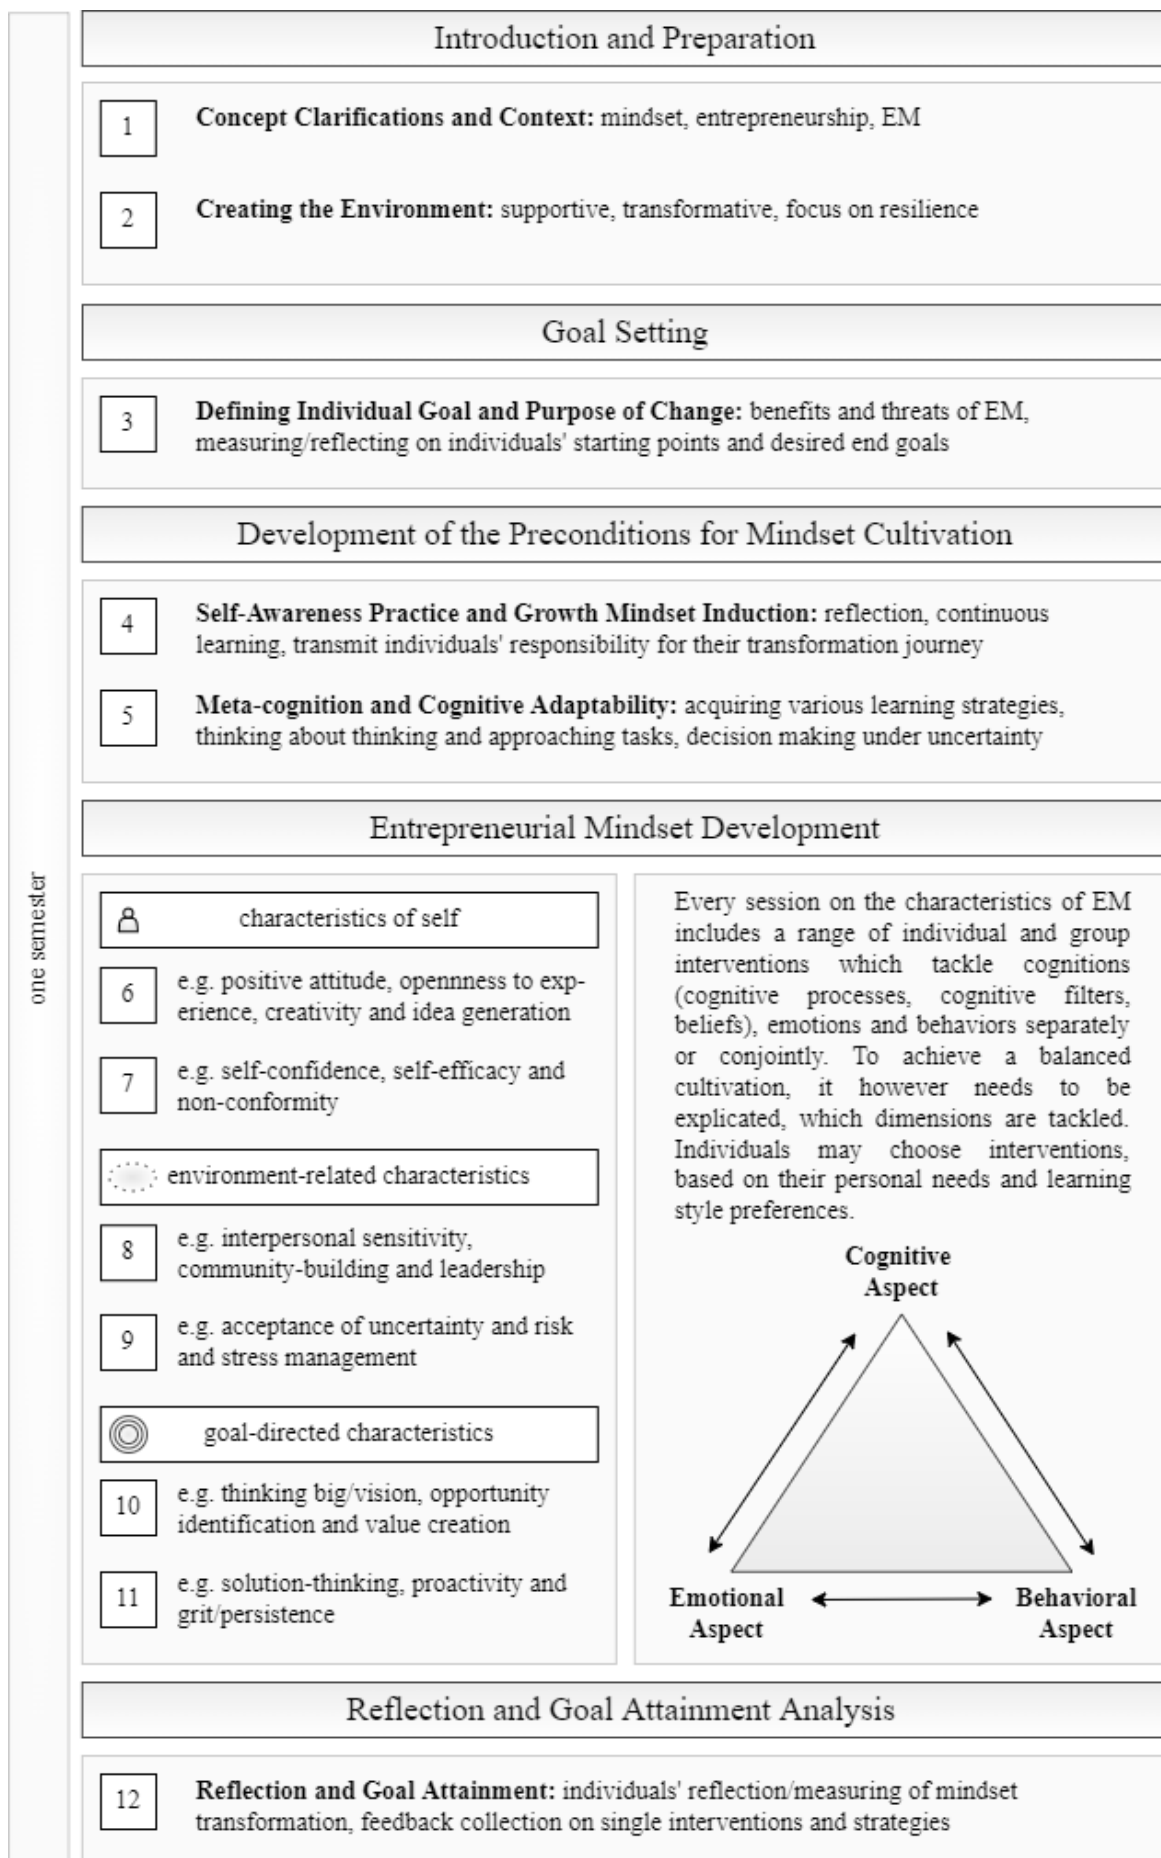 Introduction and Preparation
1
Concept Clarifications and Context: mindset, entrepreneurship, EM
2
Creating the Environment: supportive, transformative, focus on resilience
Goal Setting
3
Defining Individual Goal and Purpose of Change: benefits and threats of EM,
measuring/reflecting on individuals' starting points and desired end goals
Development of the Preconditions for Mindset Cultivation
4
Self-Awareness Practice and Growth Mindset Induction: reflection, continuous
learning, transmit individuals' responsibility for their transformation journey
5
Meta-cognition and Cognitive Adaptability: acquiring various learning strategies,
thinking about thinking and approaching tasks, decision making under uncertainty
Entrepreneurial Mindset Development
one semester
characteristics of self
6
e.g. positive attitude, opennness to exp-
erience, creativity and idea generation
7
e.g. self-confidence, self-efficacy and
non-conformity
environment-related characteristics
8
e.g. interpersonal sensitivity,
community-building and leadership
9
e.g. acceptance of uncertainty and risk
and stress management
goal-directed characteristics
10
e.g. thinking big/vision, opportunity
identification and value creation
11
e.g. solution-thinking, proactivity and
grit/persistence
Every session on the characteristics of EM
includes a range of individual and group
interventions which tackle cognitions
(cognitive processes, cognitive filters,
beliefs), emotions and behaviors separately
or conjointly. To achieve a balanced
cultivation, it however needs to be
explicated, which dimensions are tackled.
Individuals may choose interventions,
based on their personal needs and learning
style preferences.
Cognitive
Aspect
Emotional
Aspect
Behavioral
Aspect
Reflection and Goal Attainment Analysis
12
Reflection and Goal Attainment: individuals' reflection/measuring of mindset
transformation, feedback collection on single interventions and strategies